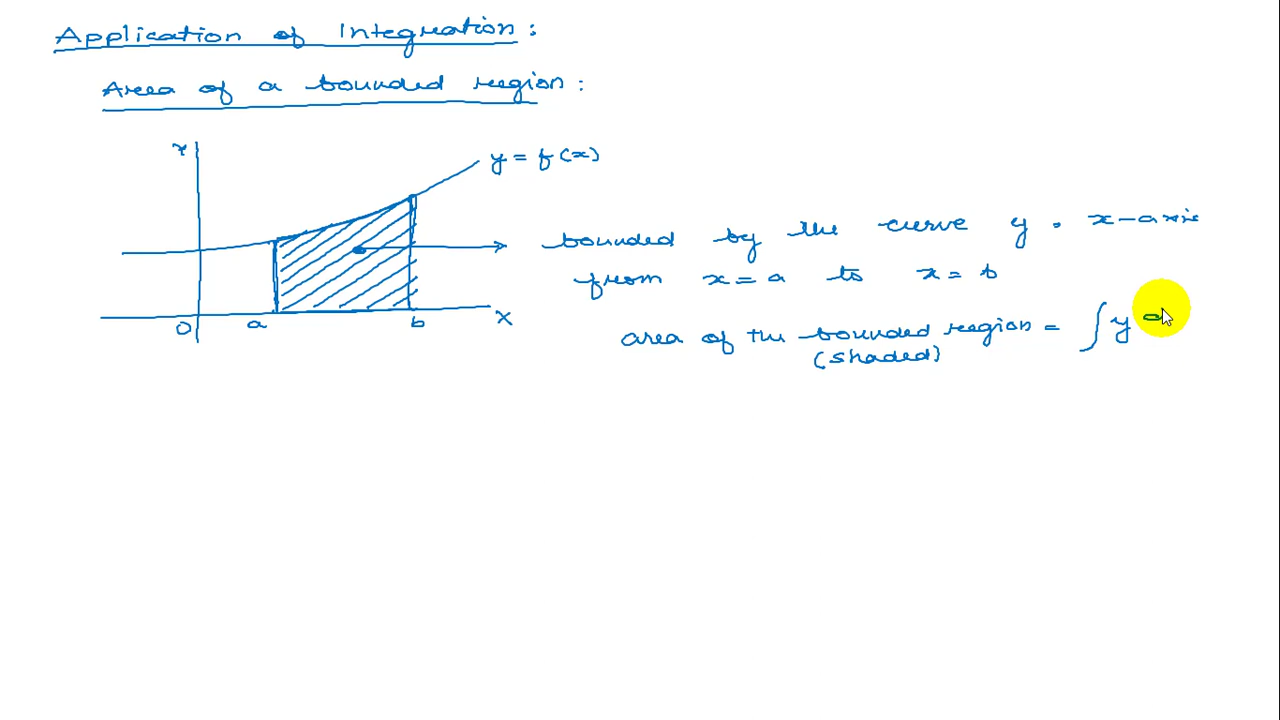 Application of Integration :
Area of a bounded region :
Y
y = f(x)
bounded by the curve y . x-axis
from x = a to x = b
O a b X
area of the bounded region = ∫ y
(shaded)